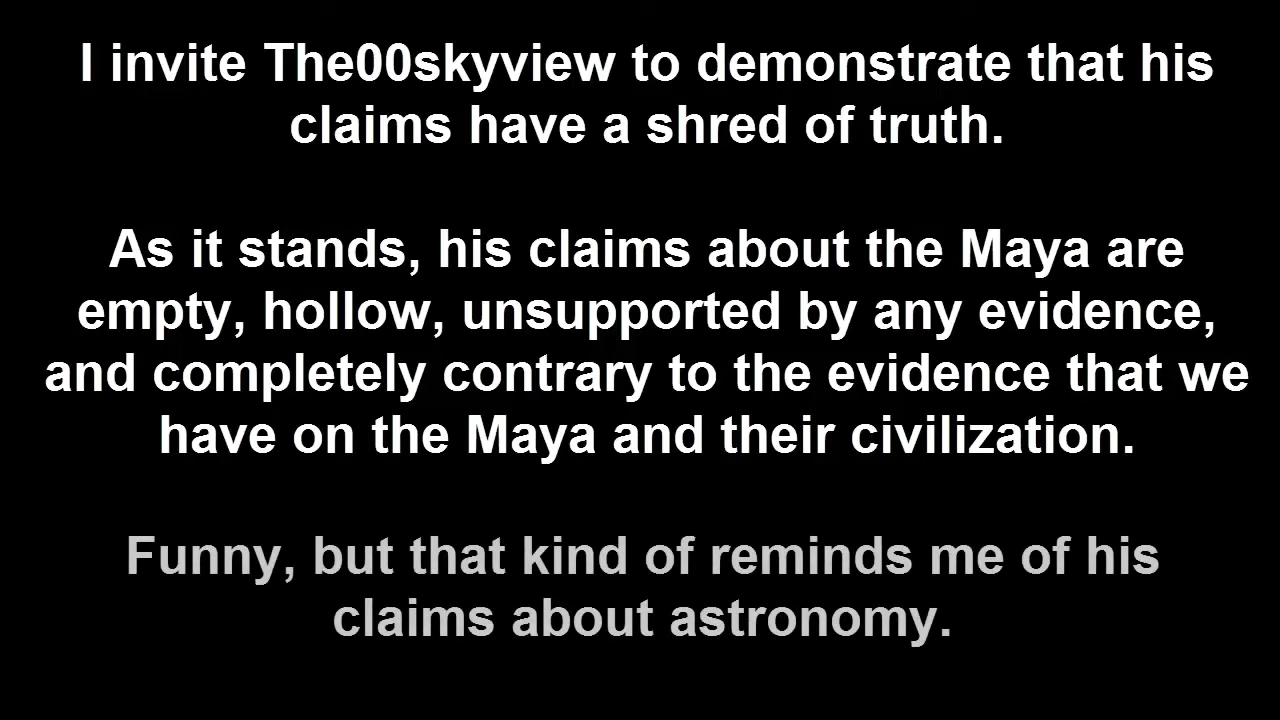 I invite The00skyview to demonstrate that his
claims have a shred of truth.
As it stands, his claims about the Maya are
empty, hollow, unsupported by any evidence,
and completely contrary to the evidence that we
have on the Maya and their civilization.
Funny, but that kind of reminds me of his
claims about astronomy.